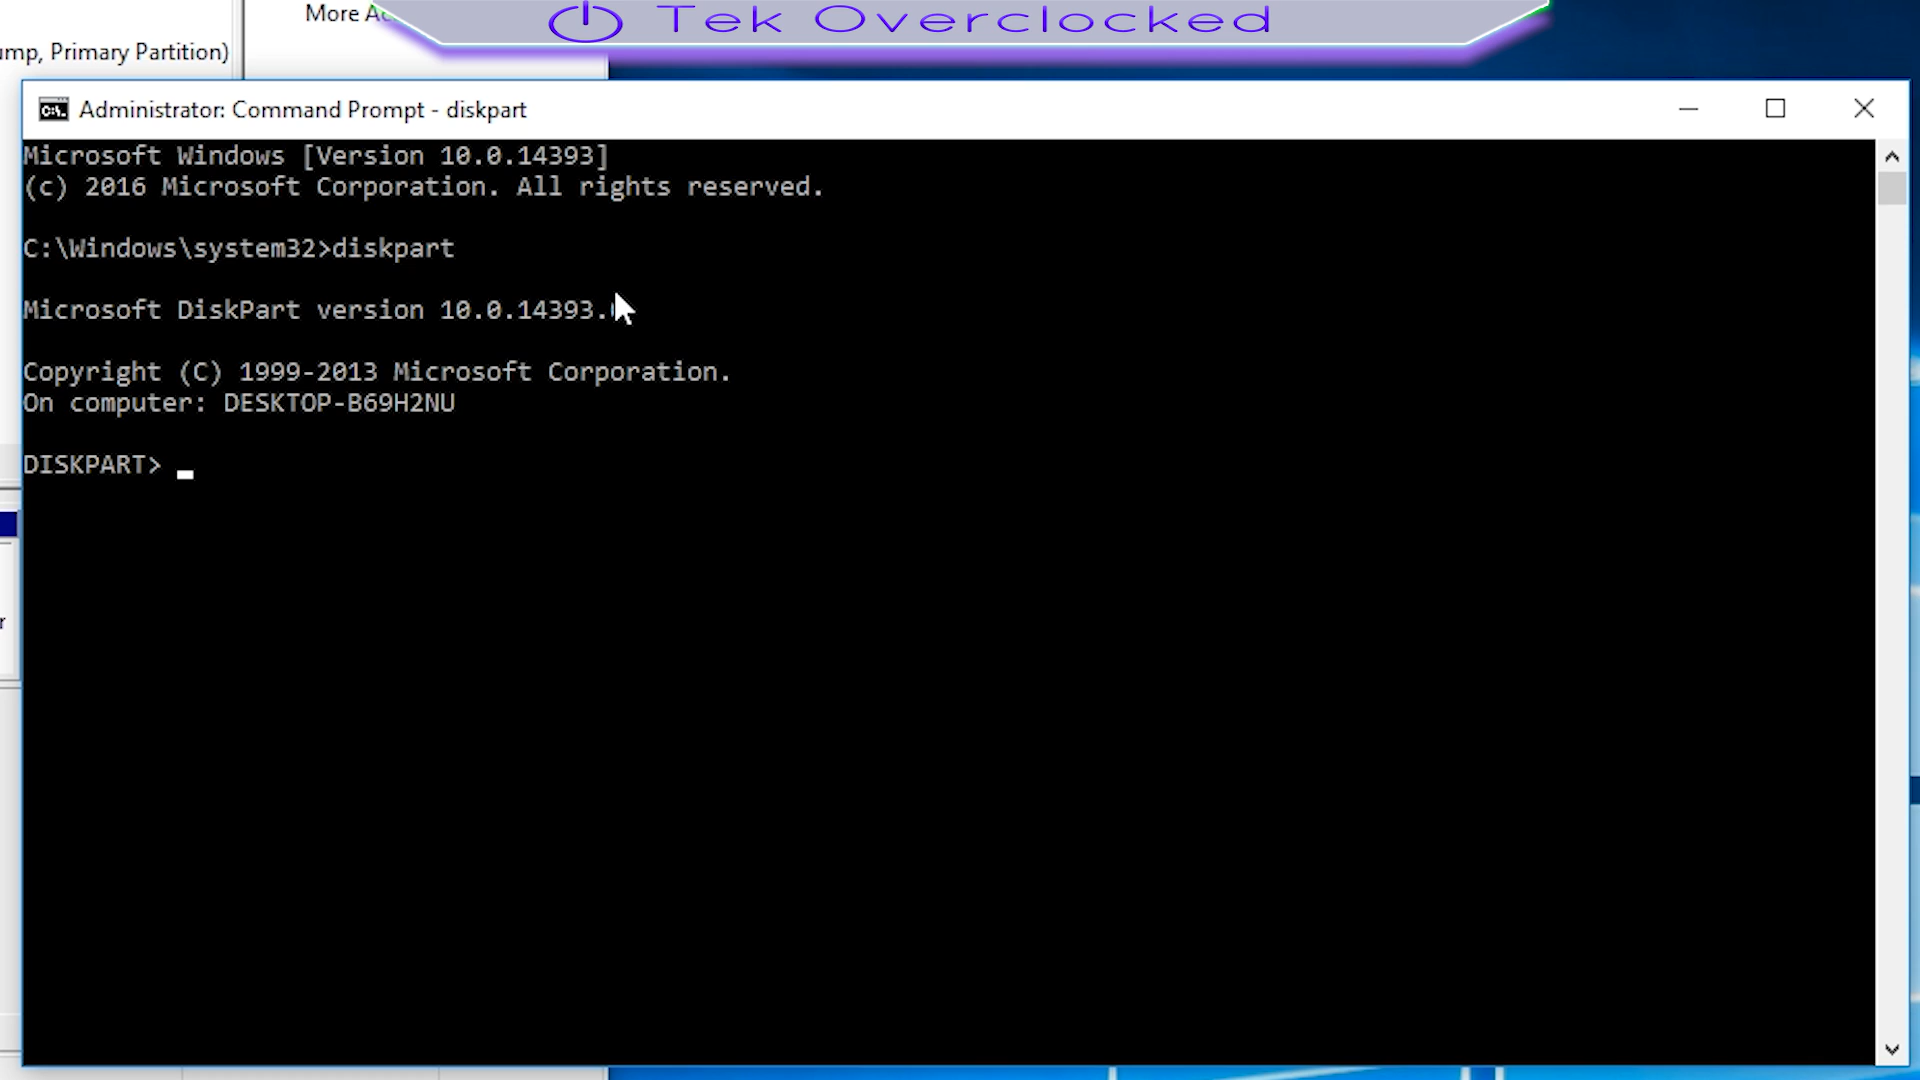 More
Tek Overclocked
ump, Primary Partition)
Administrator: Command Prompt - diskpart
Microsoft Windows [Version 10.0.14393]
(c) 2016 Microsoft Corporation. All rights reserved.
C:\Windows\system32>diskpart
Microsoft DiskPart version 10.0.14393.
Copyright (C) 1999-2013 Microsoft Corporation.
On computer: DESKTOP-B69H2NU
DISKPART>